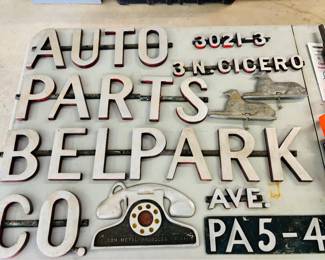 AUTO
3021-3
3 N. CICERO
PARTS
BELPARK
AVE.
CO.
PA5-4